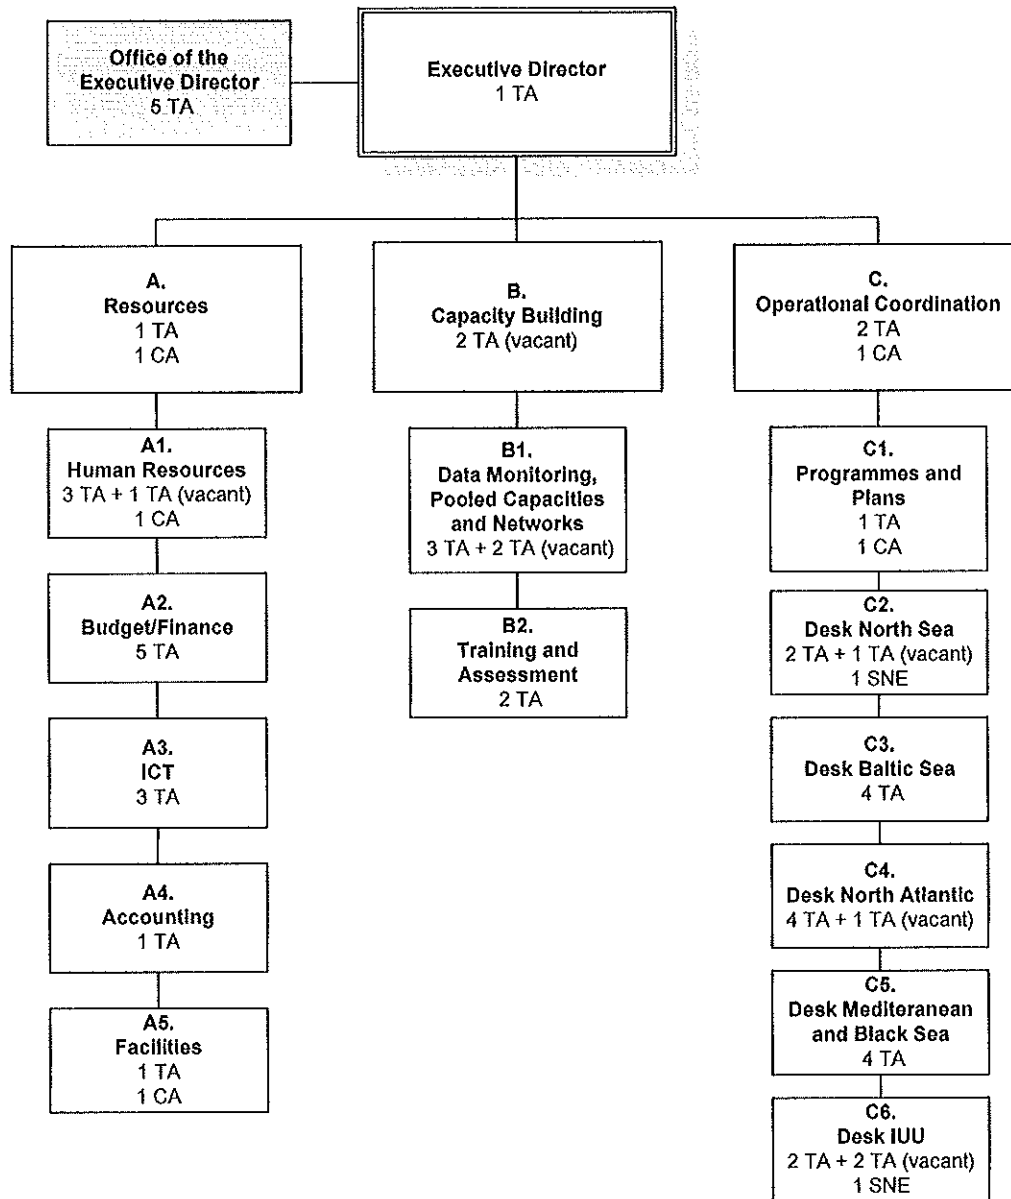 Office of the
Executive Director
5 TA
Executive Director
1 TA
A.
Resources
1 TA
1 CA
B.
Capacity Building
2 TA (vacant)
C.
Operational Coordination
2 TA
1 CA
A1.
Human Resources
3 TA + 1 TA (vacant)
1 CA
A2.
Budget/Finance
5 TA
A3.
ICT
3 TA
A4.
Accounting
1 TA
A5.
Facilities
1 TA
1 CA
B1.
Data Monitoring,
Pooled Capacities
and Networks
3 TA + 2 TA (vacant)
B2.
Training and
Assessment
2 TA
C1.
Programmes and
Plans
1 TA
1 CA
C2.
Desk North Sea
2 TA + 1 TA (vacant)
1 SNE
C3.
Desk Baltic Sea
4 TA
C4.
Desk North Atlantic
4 TA + 1 TA (vacant)
C5.
Desk Mediteranean
and Black Sea
4 TA
C6.
Desk IUU
2 TA + 2 TA (vacant)
1 SNE